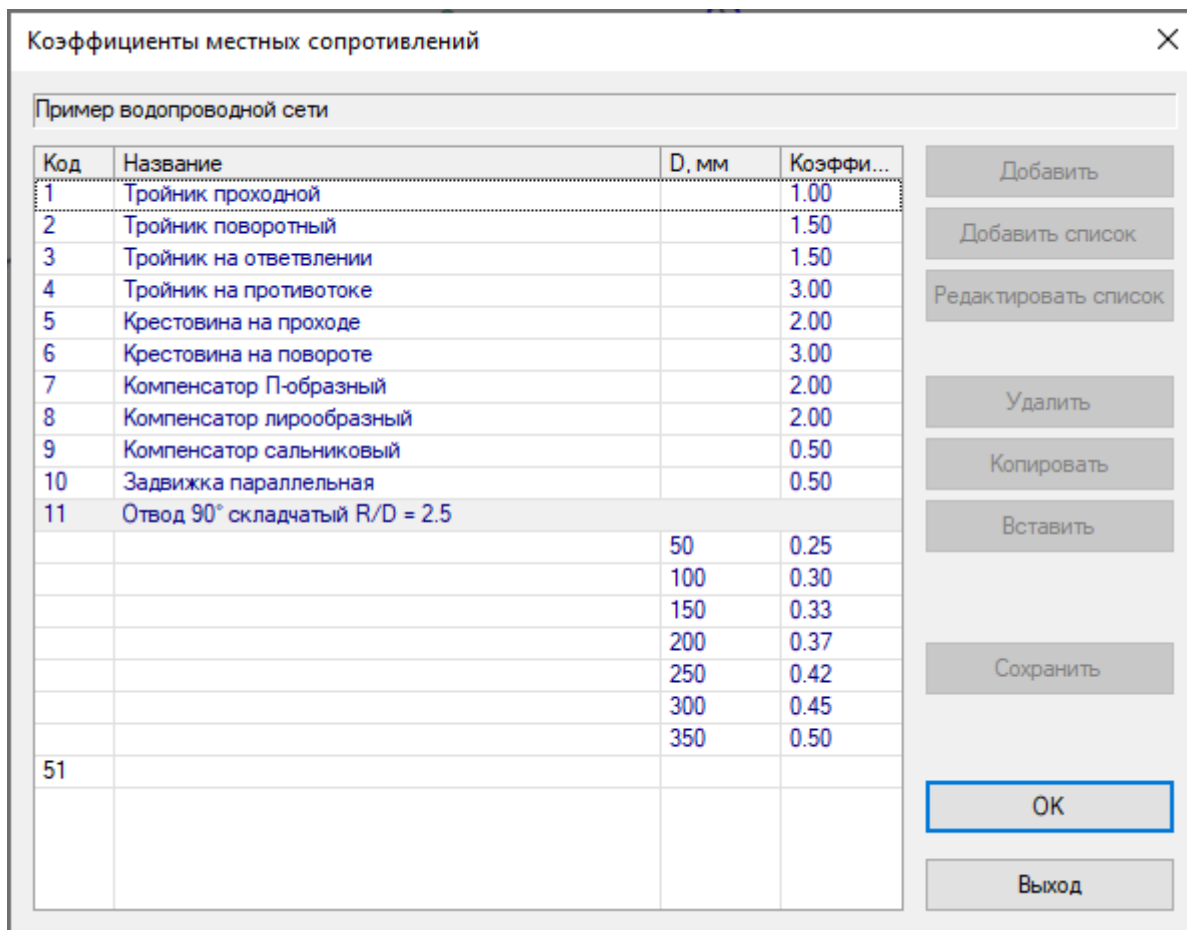 Коэффициенты местных сопротивлений
Пример водопроводной сети
Код Название D, мм Коэффи...
1 Тройник проходной 1.00
2 Тройник поворотный 1.50
3 Тройник на ответвлении 1.50
4 Тройник на противотоке 3.00
5 Крестовина на проходе 2.00
6 Крестовина на повороте 3.00
7 Компенсатор П-образный 2.00
8 Компенсатор лирообразный 2.00
9 Компенсатор сальниковый 0.50
10 Задвижка параллельная 0.50
11 Отвод 90° складчатый R/D = 2.5
50 0.25
100 0.30
150 0.33
200 0.37
250 0.42
300 0.45
350 0.50
51
Добавить
Добавить список
Редактировать список
Удалить
Копировать
Вставить
Сохранить
OK
Выход